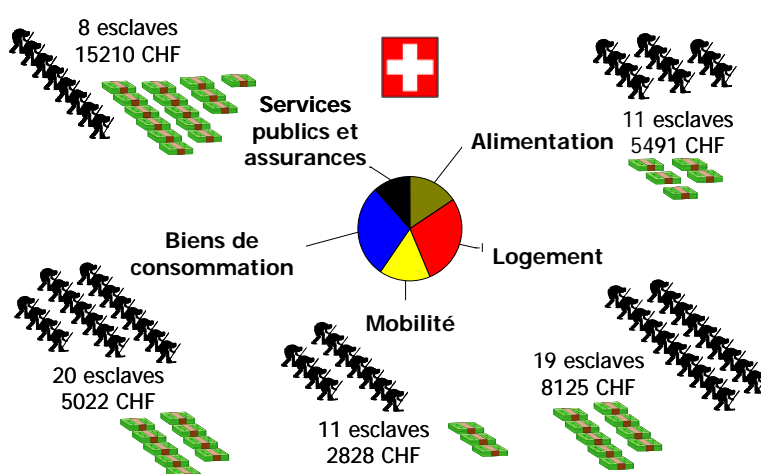 8 esclaves
15210 CHF
Services
publics et
assurances
Alimentation
11 esclaves
5491 CHF
Biens de
consommation
Logement
Mobilité
20 esclaves
5022 CHF
11 esclaves
2828 CHF
19 esclaves
8125 CHF